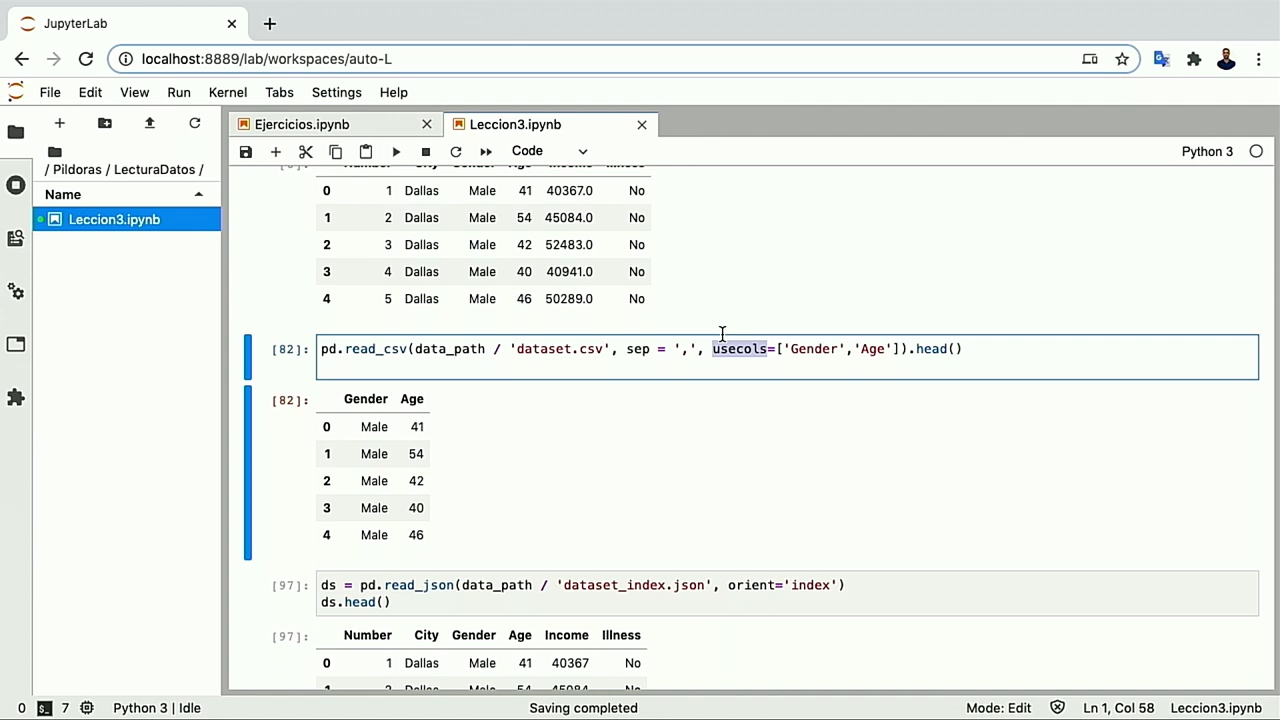 JupyterLab
localhost:8889/lab/workspaces/auto-L
File Edit View Run Kernel Tabs Settings Help
Ejercicios.ipynb
Leccion3.ipynb
Code
Python 3
/ Pildoras / LecturaDatos /
Name
Leccion3.ipynb
0 1 Dallas Male 41 40367.0 No
1 2 Dallas Male 54 45084.0 No
2 3 Dallas Male 42 52483.0 No
3 4 Dallas Male 40 40941.0 No
4 5 Dallas Male 46 50289.0 No
[82]: pd.read_csv(data_path / 'dataset.csv', sep = ',', usecols=['Gender','Age']).head()
[82]: Gender Age
0 Male 41
1 Male 54
2 Male 42
3 Male 40
4 Male 46
[97]: ds = pd.read_json(data_path / 'dataset_index.json', orient='index')
ds.head()
[97]: Number City Gender Age Income Illness
0 1 Dallas Male 41 40367 No
0 7 Python 3 | Idle Saving completed Mode: Edit Ln 1, Col 58 Leccion3.ipynb